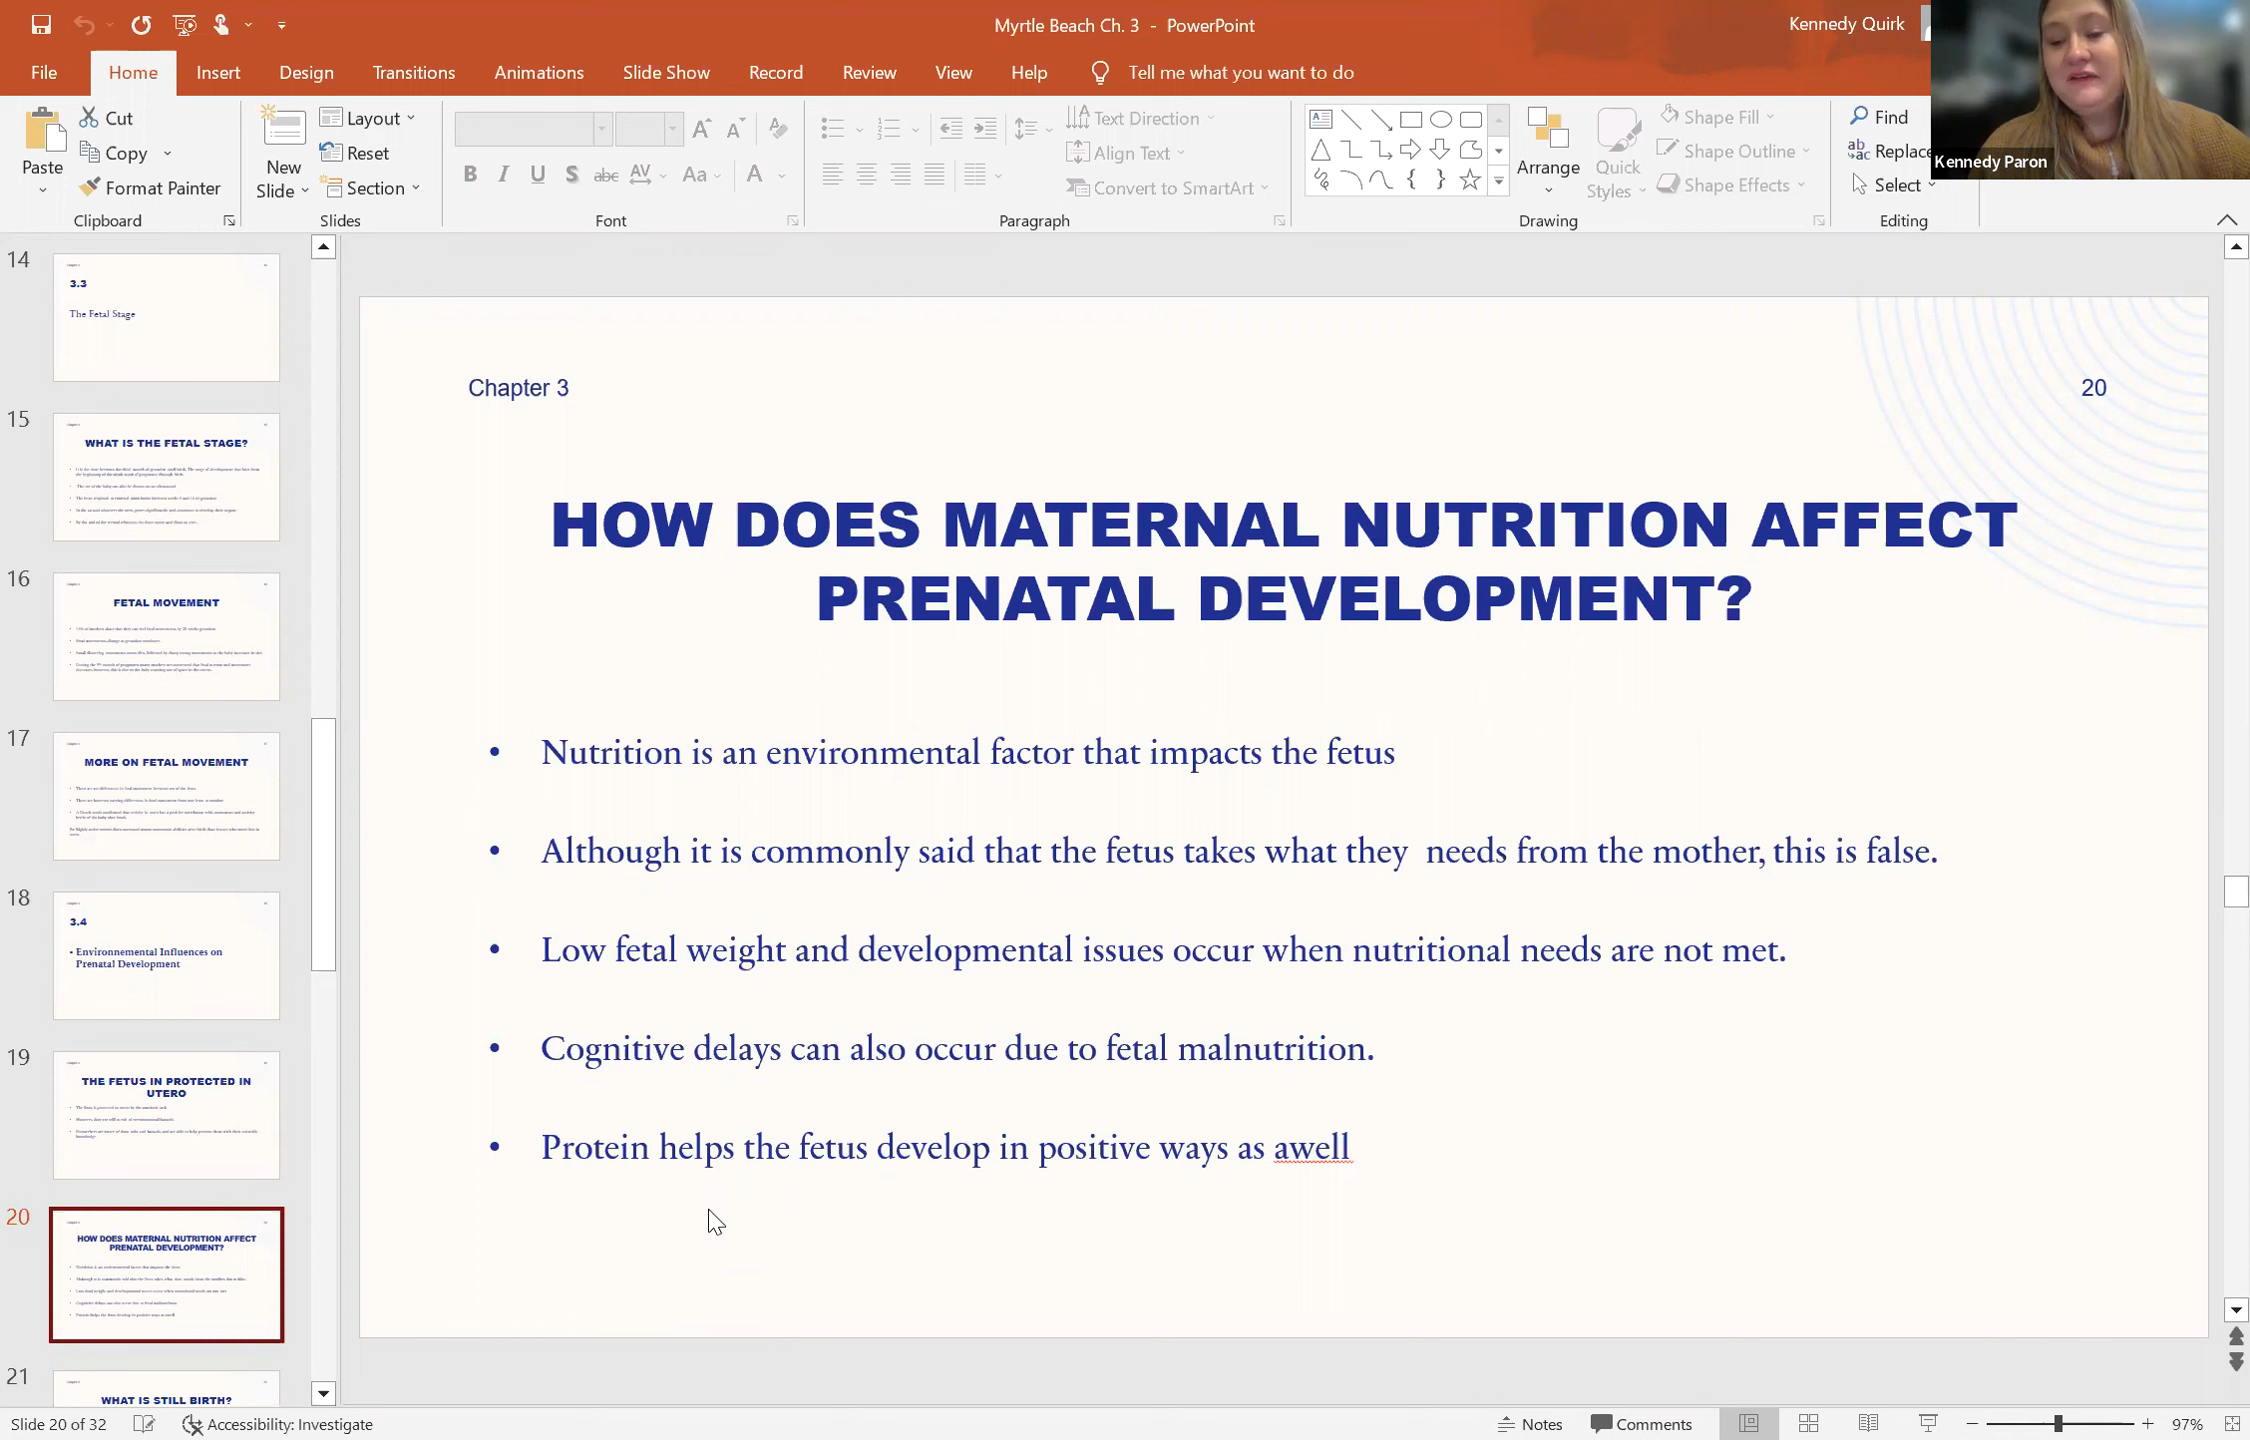 Myrtle Beach Ch. 3 - PowerPoint
Kennedy Quirk
File Home Insert Design Transitions Animations Slide Show Record Review View Help Tell me what you want to do
Paste
Cut
Copy
Format Painter
Clipboard
New Slide
Layout
Reset
Section
Slides
B I U S abc AV Aa A
Font
Text Direction
Align Text
Convert to SmartArt
Paragraph
Arrange
Quick Styles
Shape Fill
Shape Outline
Shape Effects
Drawing
Find
Replace
Select
Editing
Kennedy Paron
14
3.3
The Fetal Stage
15
WHAT IS THE FETAL STAGE?
16
FETAL MOVEMENT
17
MORE ON FETAL MOVEMENT
18
3.4
• Environnemental Influences on
Prenatal Development
19
THE FETUS IN PROTECTED IN
UTERO
20
HOW DOES MATERNAL NUTRITION AFFECT
PRENATAL DEVELOPMENT?
21
WHAT IS STILL BIRTH?
Chapter 3
20
HOW DOES MATERNAL NUTRITION AFFECT
PRENATAL DEVELOPMENT?
• Nutrition is an environmental factor that impacts the fetus
• Although it is commonly said that the fetus takes what they  needs from the mother, this is false.
• Low fetal weight and developmental issues occur when nutritional needs are not met.
• Cognitive delays can also occur due to fetal malnutrition.
• Protein helps the fetus develop in positive ways as awell
Slide 20 of 32
Accessibility: Investigate
Notes
Comments
97%